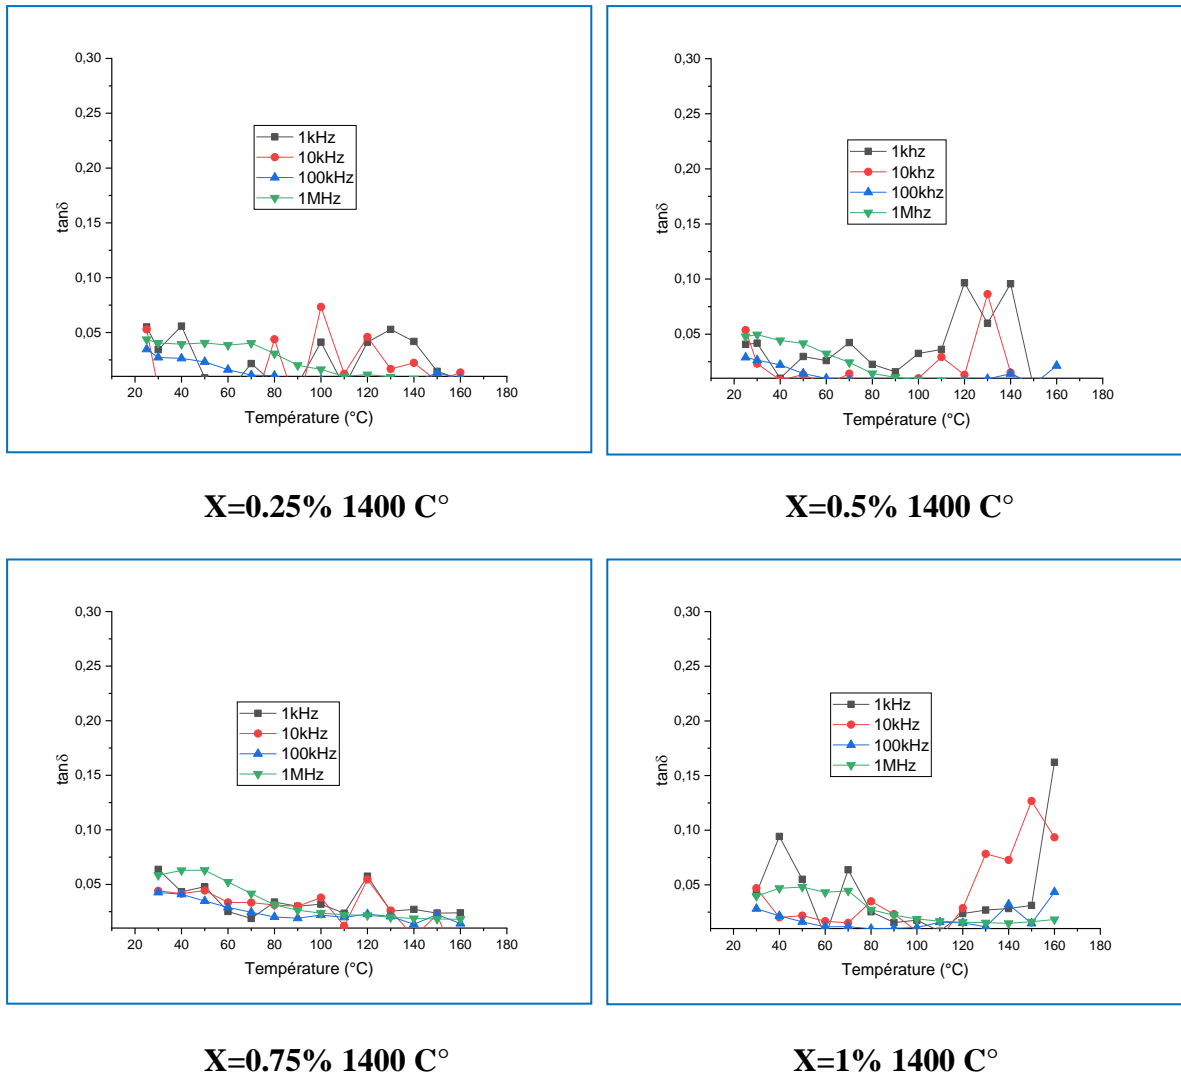 0,30
0,25
0,20
0,15
0,10
0,05
tanδ
1kHz
10kHz
100kHz
1MHz
20 40 60 80 100 120 140 160 180
Température (°C)
0,30
0,25
0,20
0,15
0,10
0,05
tanδ
1khz
10khz
100khz
1Mhz
20 40 60 80 100 120 140 160 180
Température (°C)
X=0.25% 1400 C°
X=0.5% 1400 C°
0,30
0,25
0,20
0,15
0,10
0,05
tanδ
1kHz
10kHz
100kHz
1MHz
20 40 60 80 100 120 140 160 180
Température (°C)
0,30
0,25
0,20
0,15
0,10
0,05
tanδ
1kHz
10kHz
100kHz
1MHz
20 40 60 80 100 120 140 160 180
Température (°C)
X=0.75% 1400 C°
X=1% 1400 C°